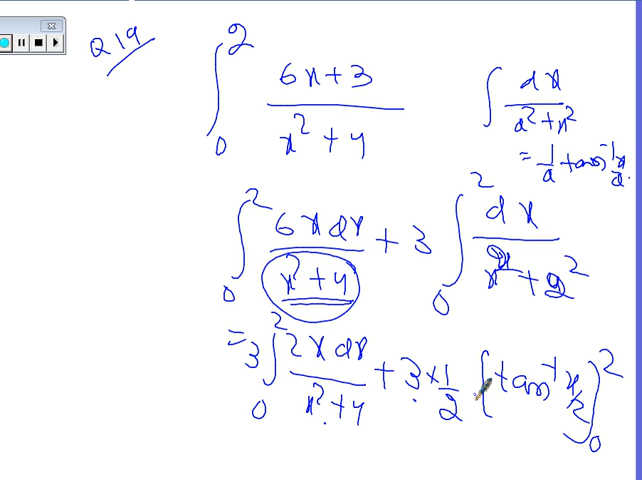 Q 19
∫₀² (6x+3)/(x²+4)
∫ dx/(a²+x²)
= 1/a tan⁻¹ x/a.
∫₀² 6x dx/(x²+4) + 3 ∫₀² dx/(x²+2²)
= 3 ∫₀² 2x dx/(x²+4) + 3 × 1/2 [tan⁻¹ x/2]₀²